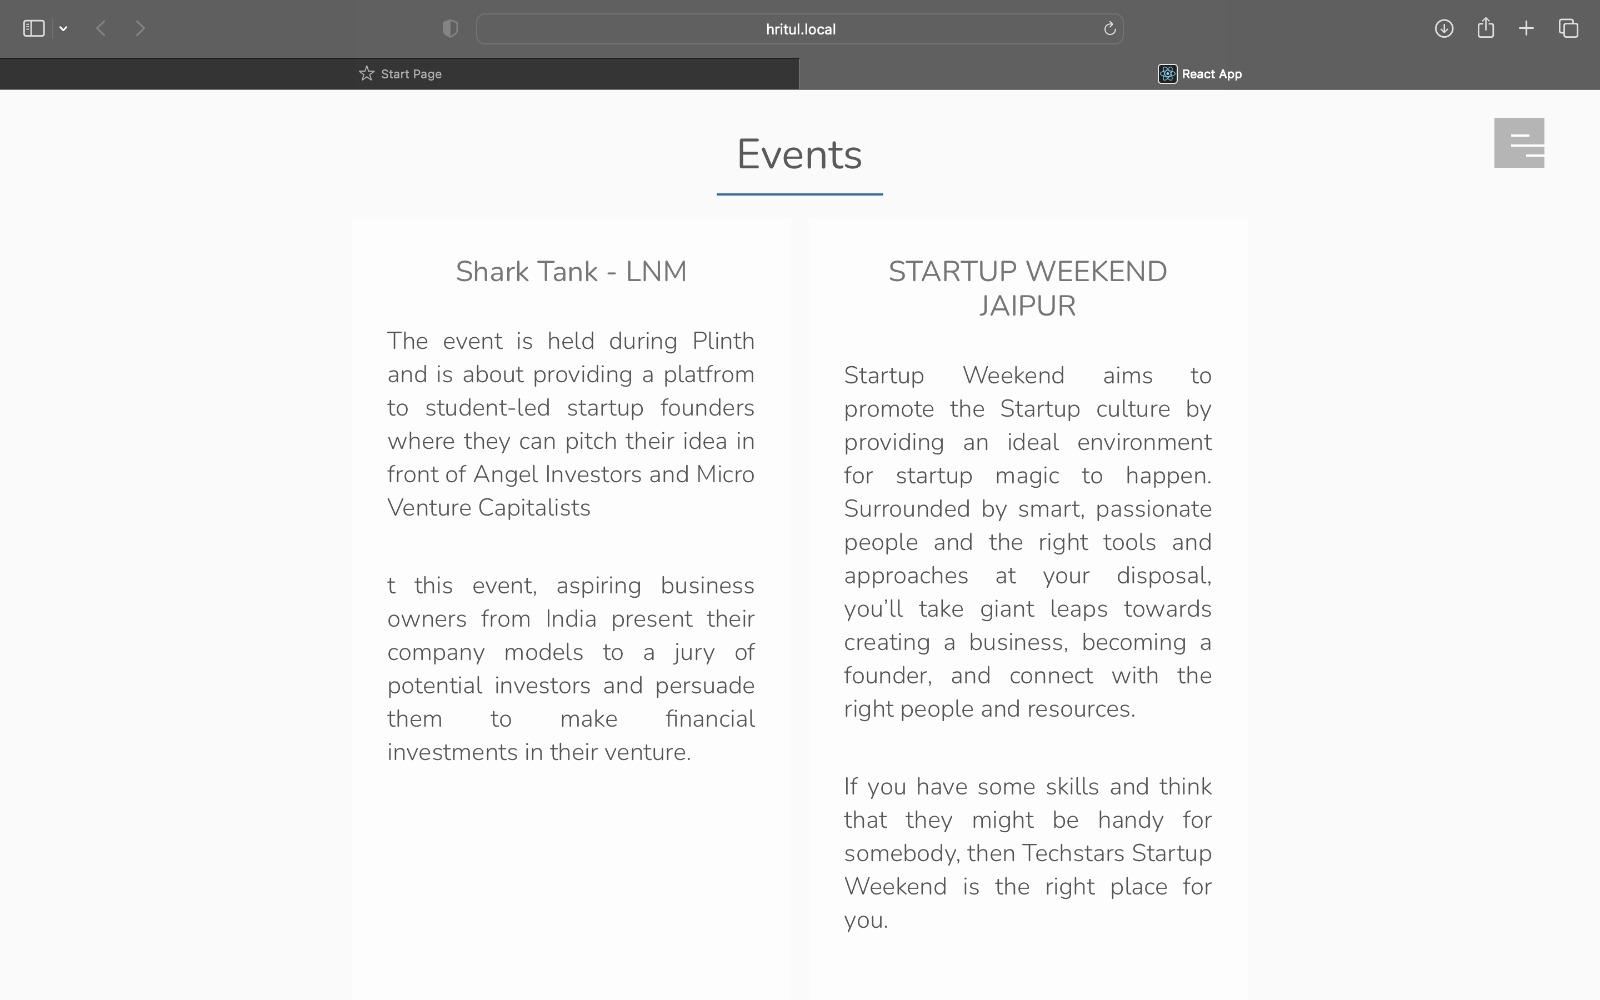 hritul.local
Start Page
React App
Events
Shark Tank - LNM
The event is held during Plinth
and is about providing a platfrom
to student-led startup founders
where they can pitch their idea in
front of Angel Investors and Micro
Venture Capitalists
t this event, aspiring business
owners from India present their
company models to a jury of
potential investors and persuade
them to make financial
investments in their venture.
STARTUP WEEKEND
JAIPUR
Startup Weekend aims to
promote the Startup culture by
providing an ideal environment
for startup magic to happen.
Surrounded by smart, passionate
people and the right tools and
approaches at your disposal,
you’ll take giant leaps towards
creating a business, becoming a
founder, and connect with the
right people and resources.
If you have some skills and think
that they might be handy for
somebody, then Techstars Startup
Weekend is the right place for
you.